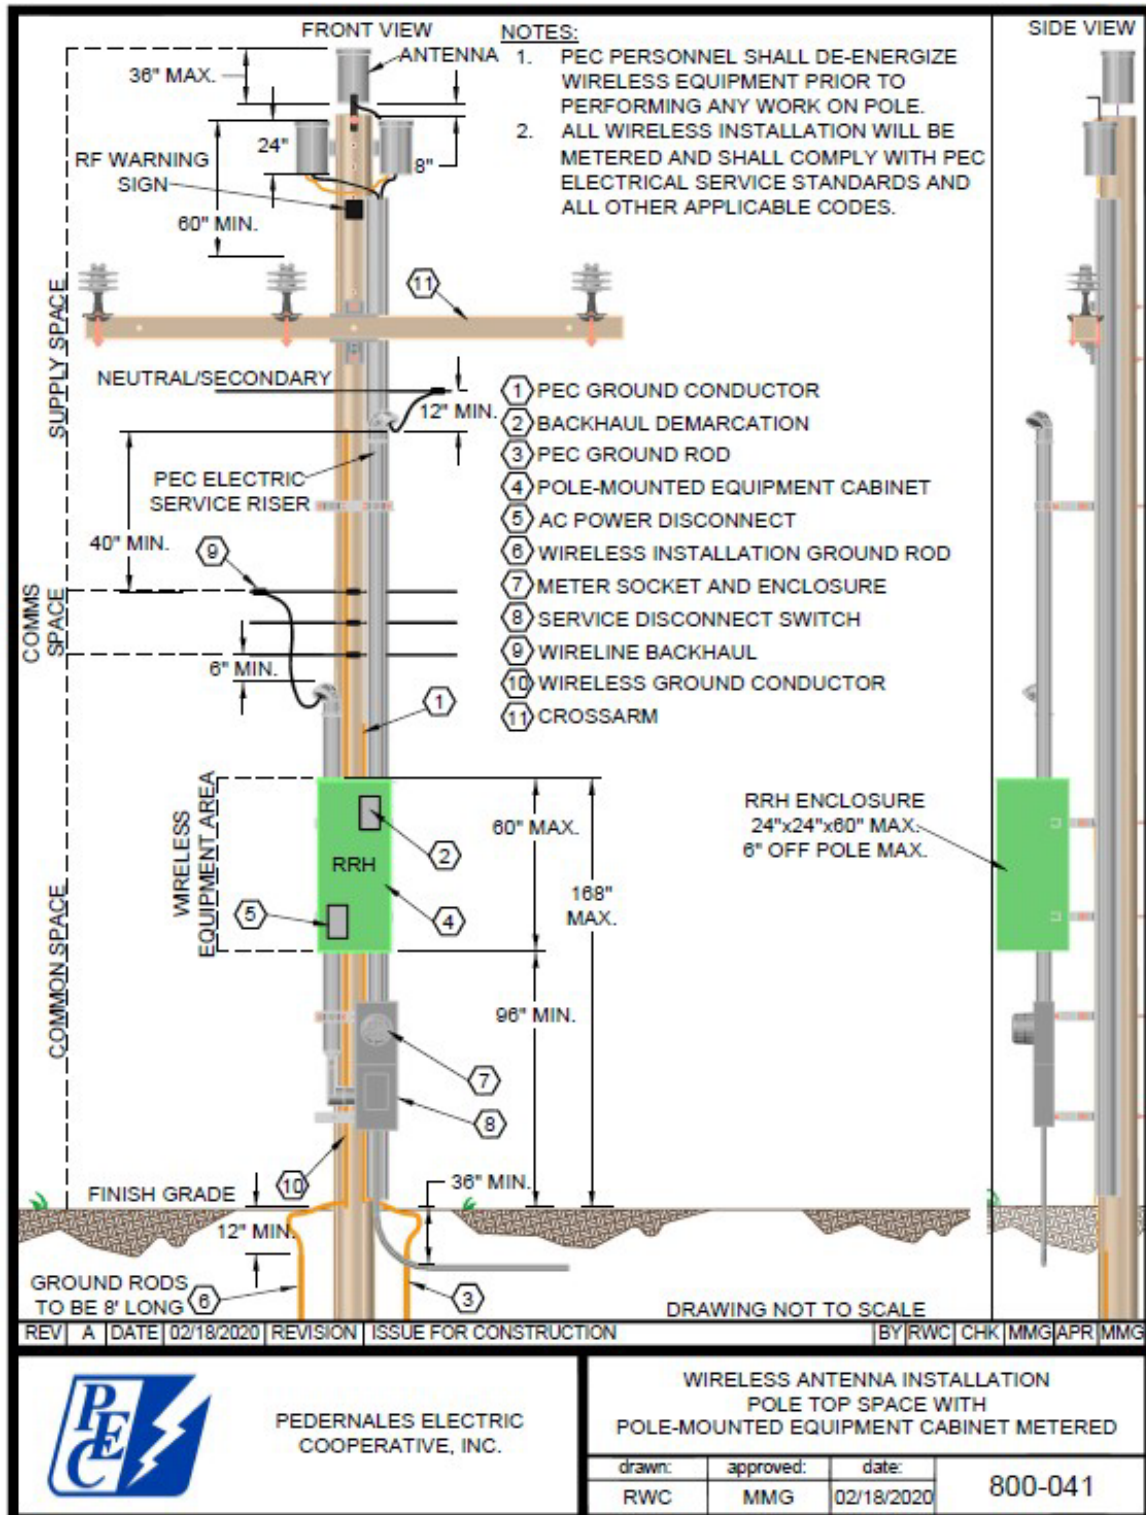 FRONT VIEW
NOTES:
SIDE VIEW
ANTENNA
36" MAX.
1. PEC PERSONNEL SHALL DE-ENERGIZE
WIRELESS EQUIPMENT PRIOR TO
PERFORMING ANY WORK ON POLE.
2. ALL WIRELESS INSTALLATION WILL BE
METERED AND SHALL COMPLY WITH PEC
ELECTRICAL SERVICE STANDARDS AND
ALL OTHER APPLICABLE CODES.
24"
8"
RF WARNING
SIGN
60" MIN.
11
SUPPLY SPACE
NEUTRAL/SECONDARY
12" MIN.
1 PEC GROUND CONDUCTOR
2 BACKHAUL DEMARCATION
3 PEC GROUND ROD
4 POLE-MOUNTED EQUIPMENT CABINET
5 AC POWER DISCONNECT
6 WIRELESS INSTALLATION GROUND ROD
7 METER SOCKET AND ENCLOSURE
8 SERVICE DISCONNECT SWITCH
9 WIRELINE BACKHAUL
10 WIRELESS GROUND CONDUCTOR
11 CROSSARM
PEC ELECTRIC
SERVICE RISER
40" MIN.
9
COMMS
SPACE
6" MIN.
1
WIRELESS
EQUIPMENT AREA
60" MAX.
RRH
2
5
4
168"
MAX.
RRH ENCLOSURE
24"x24"x60" MAX.
6" OFF POLE MAX.
COMMON SPACE
96" MIN.
7
8
10
36" MIN.
FINISH GRADE
12" MIN.
GROUND RODS
TO BE 8' LONG
6
3
DRAWING NOT TO SCALE
REV A DATE 02/18/2020 REVISION ISSUE FOR CONSTRUCTION BY RWC CHK MMG APR MMG
PEC
PEDERNALES ELECTRIC
COOPERATIVE, INC.
WIRELESS ANTENNA INSTALLATION
POLE TOP SPACE WITH
POLE-MOUNTED EQUIPMENT CABINET METERED
drawn: approved: date:
RWC MMG 02/18/2020
800-041